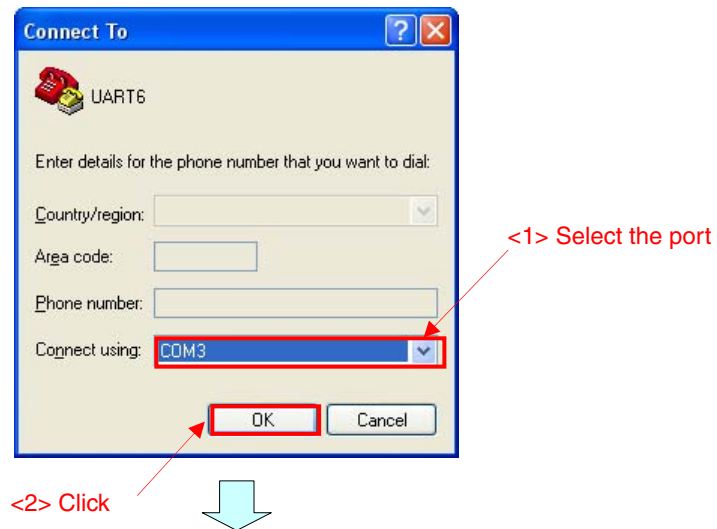 Connect To
UART6
Enter details for the phone number that you want to dial:
Country/region:
Area code:
Phone number:
Connect using: COM3
OK Cancel
<1> Select the port
<2> Click